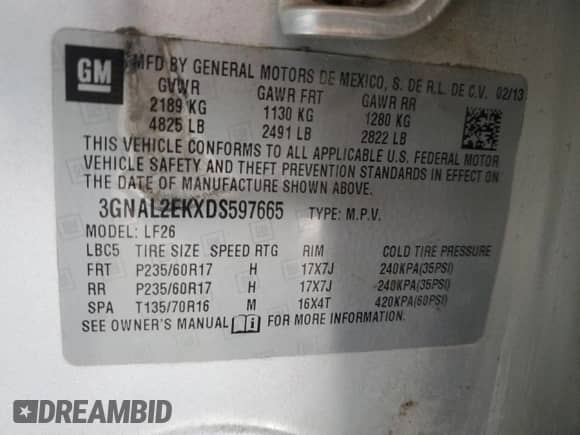 GM
MFD BY GENERAL MOTORS DE MEXICO, S. DE R.L. DE C.V. 02/13
GVWR GAWR FRT GAWR RR
2189 KG 1130 KG 1280 KG
4825 LB 2491 LB 2822 LB
THIS VEHICLE CONFORMS TO ALL APPLICABLE U.S. FEDERAL MOTOR
VEHICLE SAFETY AND THEFT PREVENTION STANDARDS IN EFFECT ON
THE DATE OF MANUFACTURE SHOWN ABOVE.
3GNAL2EKXDS597665 TYPE: M.P.V.
MODEL: LF26
LBC5 TIRE SIZE SPEED RTG RIM COLD TIRE PRESSURE
FRT P235/60R17 H 17X7J 240KPA(35PSI)
RR P235/60R17 H 17X7J 240KPA(35PSI)
SPA T135/70R16 M 16X4T 420KPA(60PSI)
SEE OWNER'S MANUAL FOR MORE INFORMATION.
DREAMBID